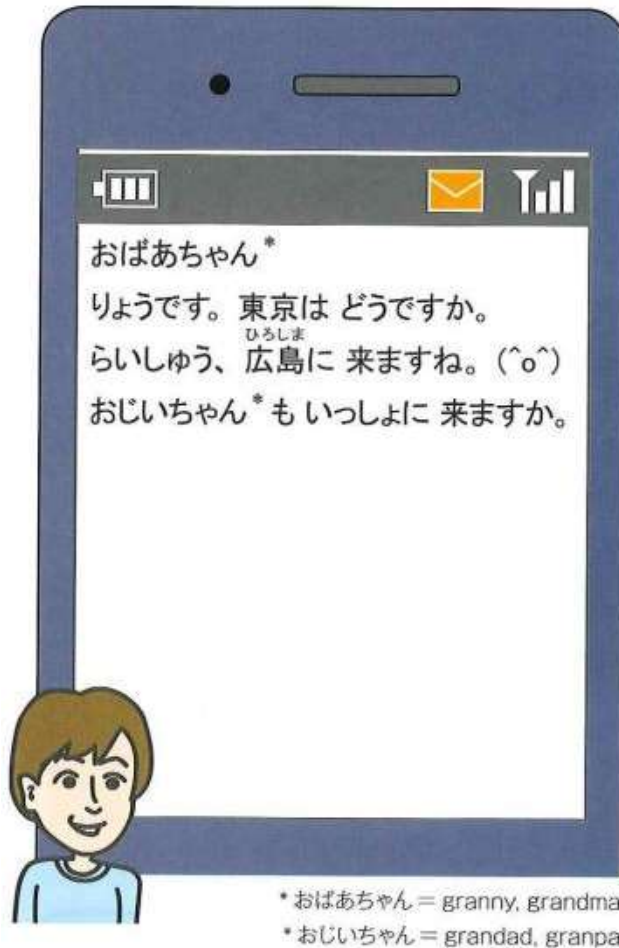 おばあちゃん*
りょうです。 東京は どうですか。
ひろしま
らいしゅう、 広島に 来ますね。(^o^)
おじいちゃん*も いっしょに 来ますか。
*おばあちゃん = granny, grandma
*おじいちゃん = grandad, granpa